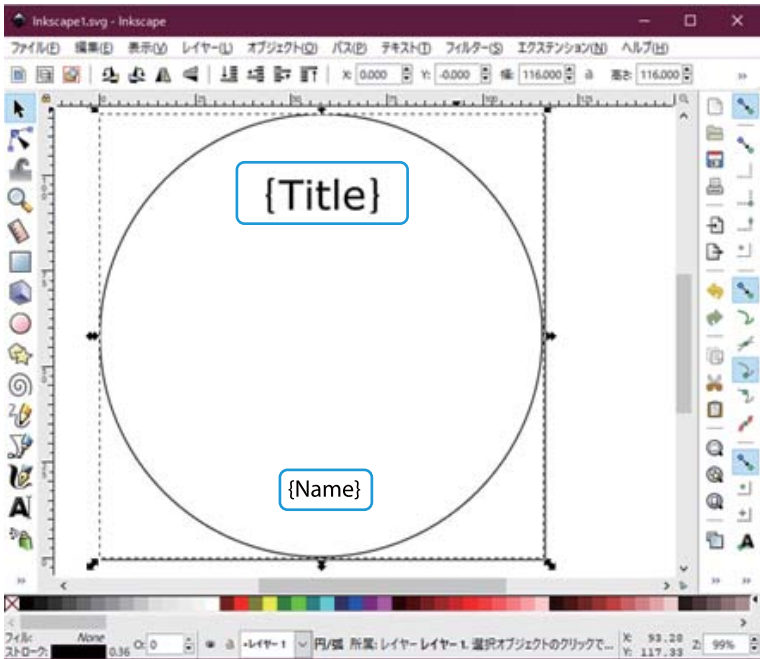 Inkscape1.svg - Inkscape
ファイル(F) 編集(E) 表示(V) レイヤー(L) オブジェクト(O) パス(P) テキスト(T) フィルター(S) エクステンション(N) ヘルプ(H)
X: 0.000 Y: -0.000 幅: 116.000 高さ: 116.000
{Title}
{Name}
フィル: None
ストローク: 0.36 O: 0 レイヤー 1 円/弧 所属: レイヤー レイヤー 1. 選択オブジェクトのクリックで... X: 93.28 Z: 99%
Y: 117.33